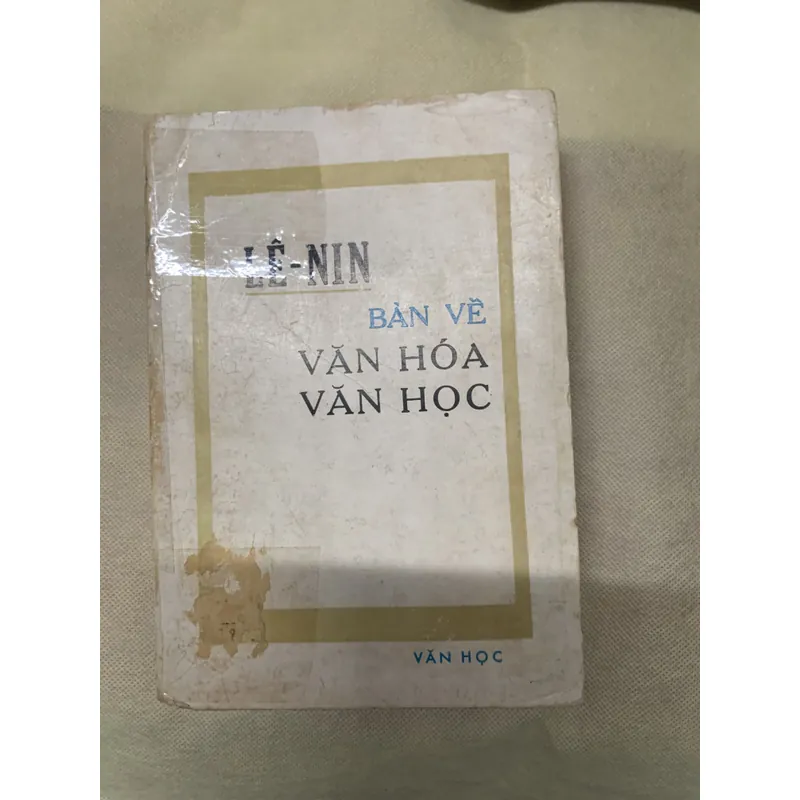 LÊ-NIN
BÀN VỀ
VĂN HÓA
VĂN HỌC
VĂN HỌC